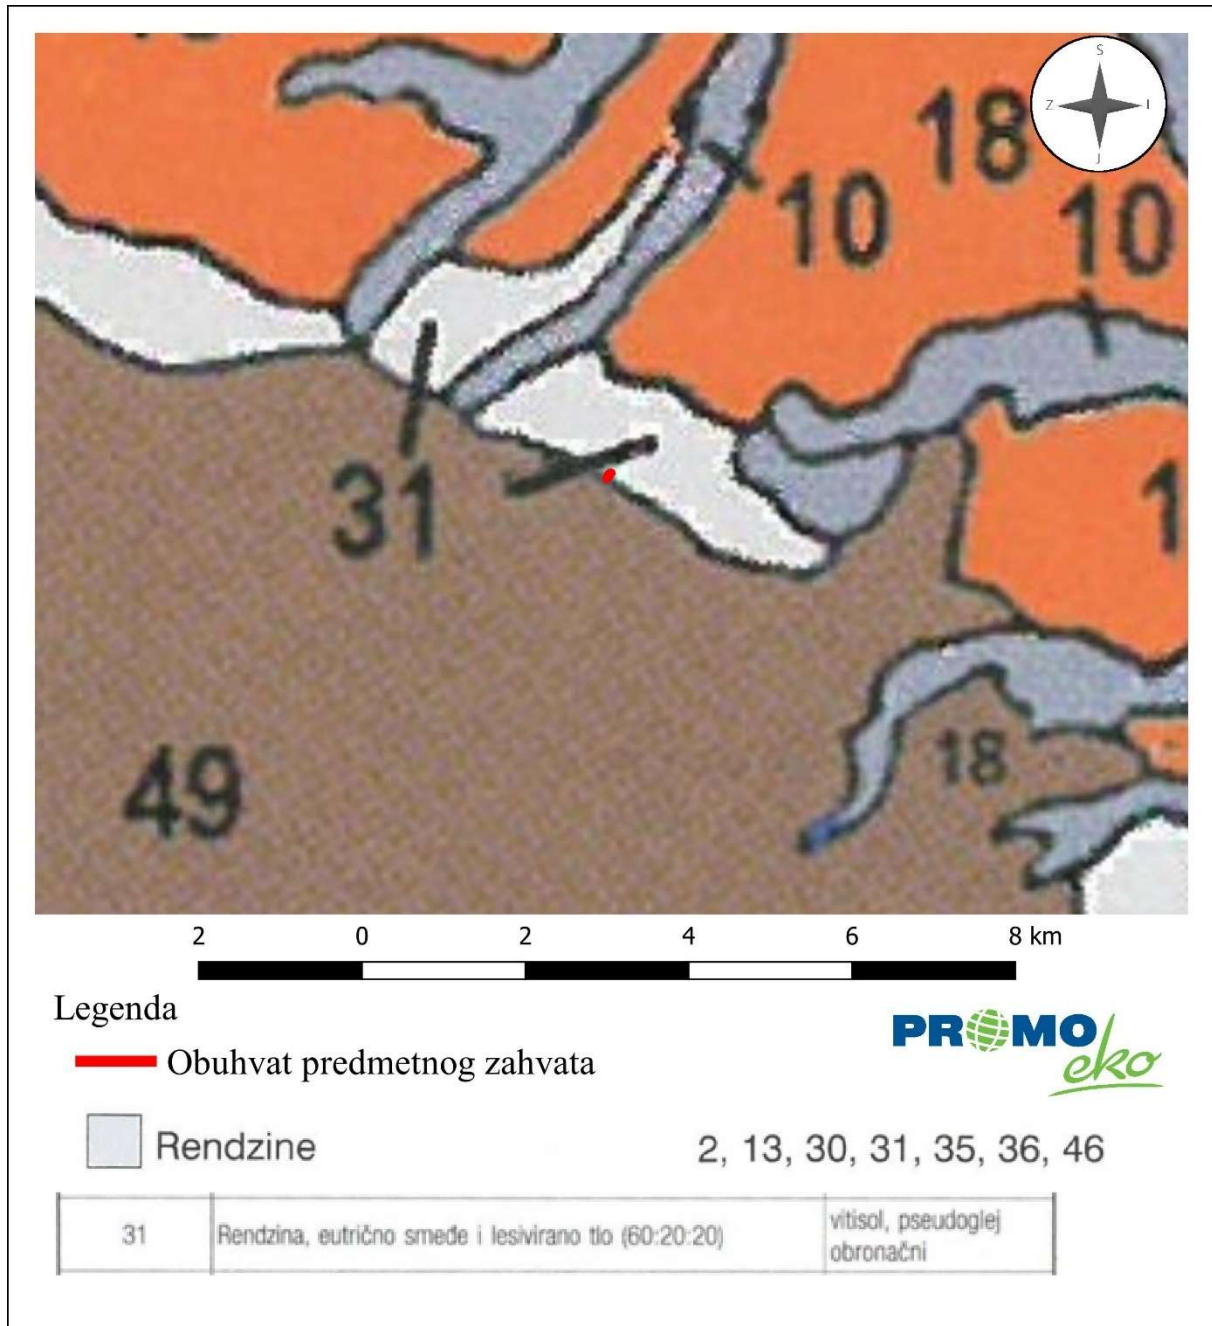 S
Z I
J
18
10
10
31
1
49
18
2 0 2 4 6 8 km
Legenda
PROMO
eko
Obuhvat predmetnog zahvata
Rendzine 2, 13, 30, 31, 35, 36, 46
31 Rendzina, eutrično smeđe i lesivirano tlo (60:20:20) vitisol, pseudoglej
obronačni